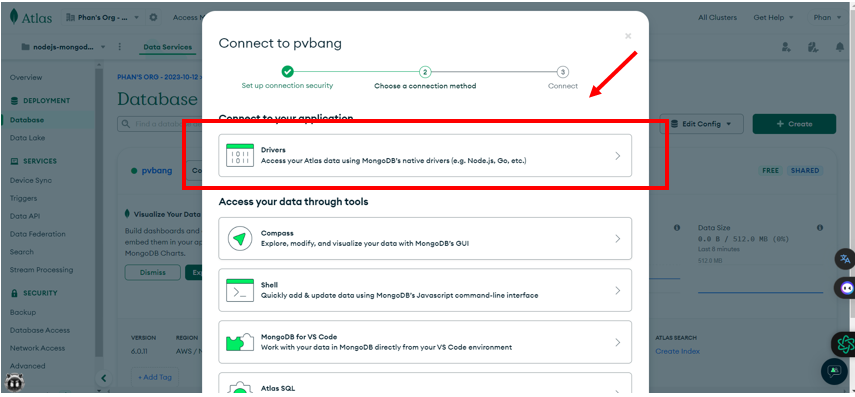 Atlas
Phan's Org - ...
Access M
All Clusters
Get Help
Phan
nodejs-mongod...
Data Services
Overview
DEPLOYMENT
Database
Data Lake
SERVICES
Device Sync
Triggers
Data API
Data Federation
Search
Stream Processing
SECURITY
Backup
Database Access
Network Access
Advanced
PHAN'S ORG - 2023-10-12
Database
Find a datab
Edit Config
+ Create
pvbang
Co
FREE
SHARED
Visualize Your Data
Build dashboards and
embed them in your ap
MongoDB Charts.
Dismiss
Exp
Data Size
0.0 B / 512.0 MB (0%)
Last 8 minutes
512.0 MB
VERSION
REGION
6.0.11
AWS /
ATLAS SEARCH
Create Index
+ Add Tag
Connect to pvbang
2
3
Set up connection security
Choose a connection method
Connect
Connect to your application
Drivers
Access your Atlas data using MongoDB's native drivers (e.g. Node.js, Go, etc.)
Access your data through tools
Compass
Explore, modify, and visualize your data with MongoDB's GUI
Shell
Quickly add & update data using MongoDB's Javascript command-line interface
MongoDB for VS Code
Work with your data in MongoDB directly from your VS Code environment
Atlas SQL